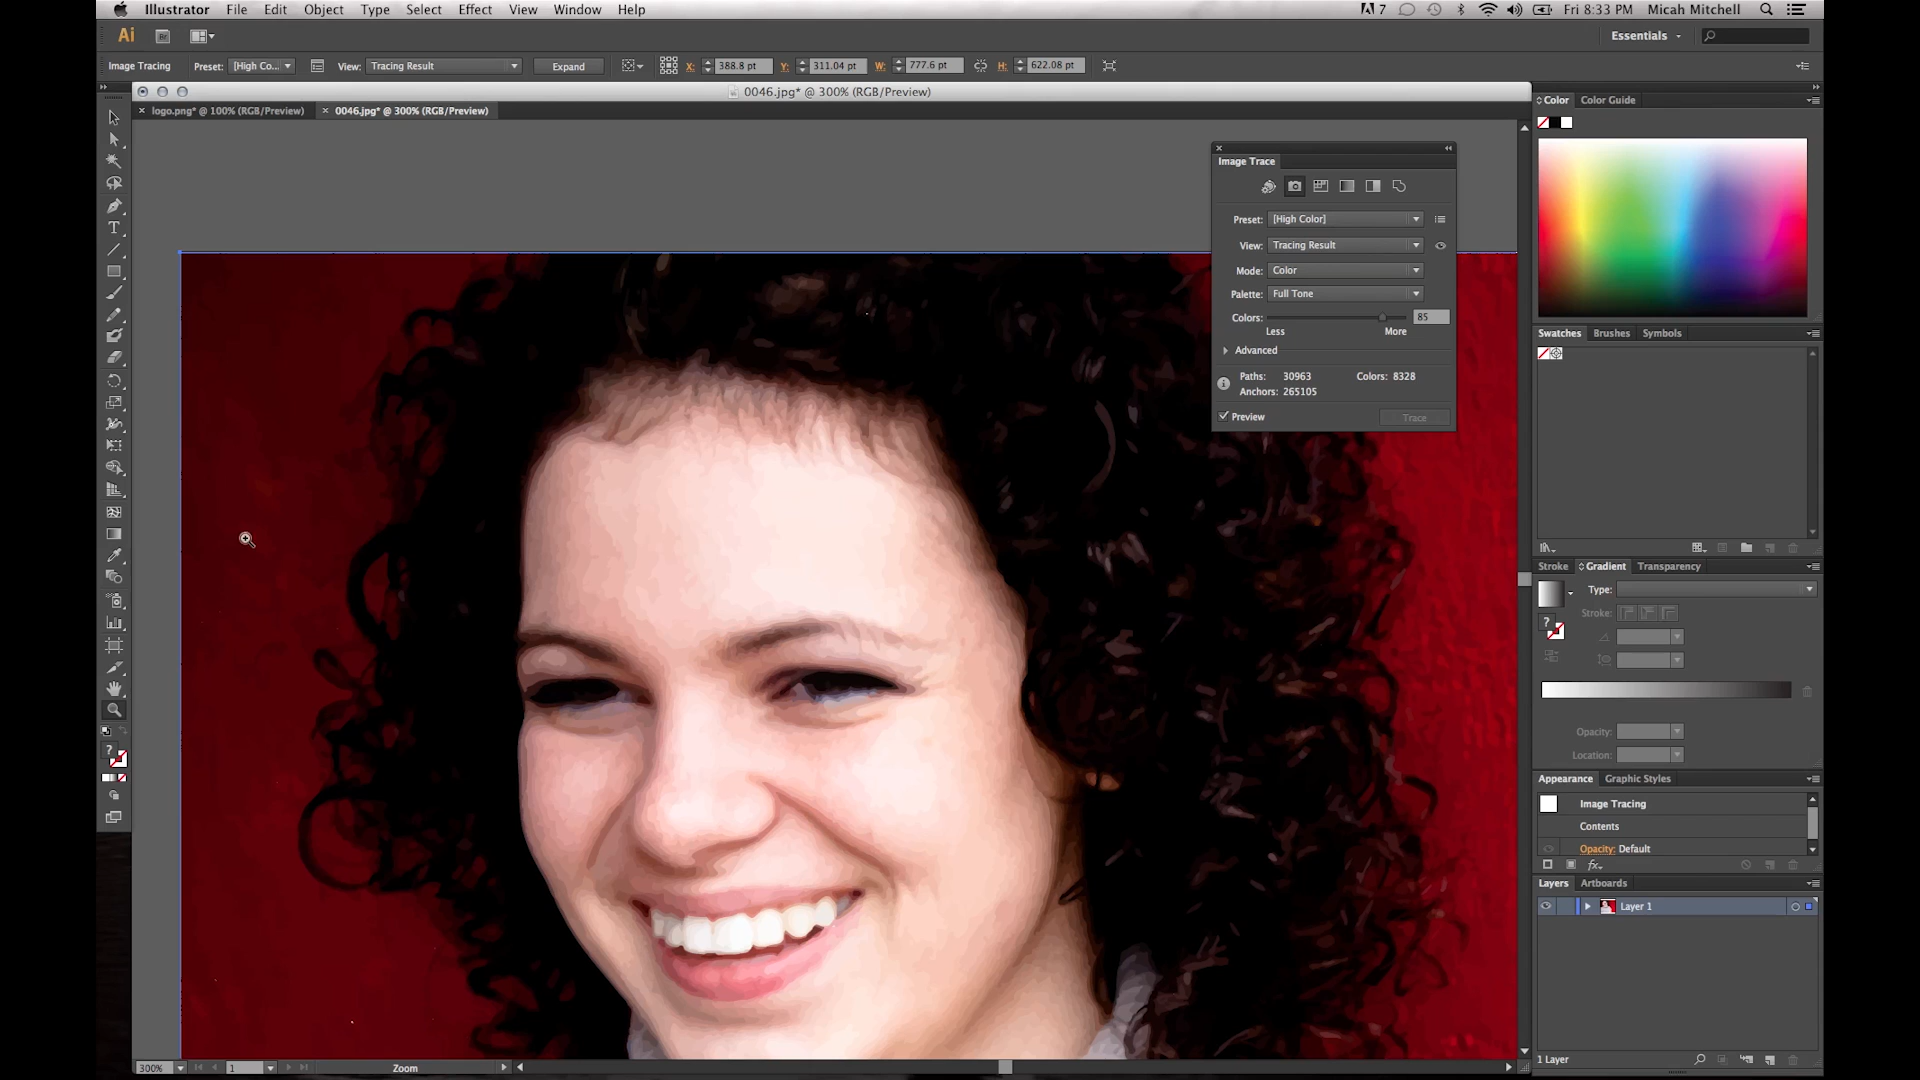 Illustrator File Edit Object Type Select Effect View Window Help
7 Fri 8:33 PM Micah Mitchell
Ai Br Essentials
Image Tracing Preset: [High Co... View: Tracing Result Expand X: 388.8 pt Y: 311.04 pt W: 777.6 pt H: 622.08 pt
0046.jpg* @ 300% (RGB/Preview)
logo.png* @ 100% (RGB/Preview) 0046.jpg* @ 300% (RGB/Preview)
Image Trace
Preset: [High Color]
View: Tracing Result
Mode: Color
Palette: Full Tone
Colors: 85
Less More
Advanced
Paths: 30963 Colors: 8328
Anchors: 265105
Preview Trace
Color Color Guide
Swatches Brushes Symbols
Stroke Gradient Transparency
Type:
Stroke:
Opacity:
Location:
Appearance Graphic Styles
Image Tracing
Contents
Opacity: Default
fx
Layers Artboards
Layer 1
1 Layer
300% 1 Zoom